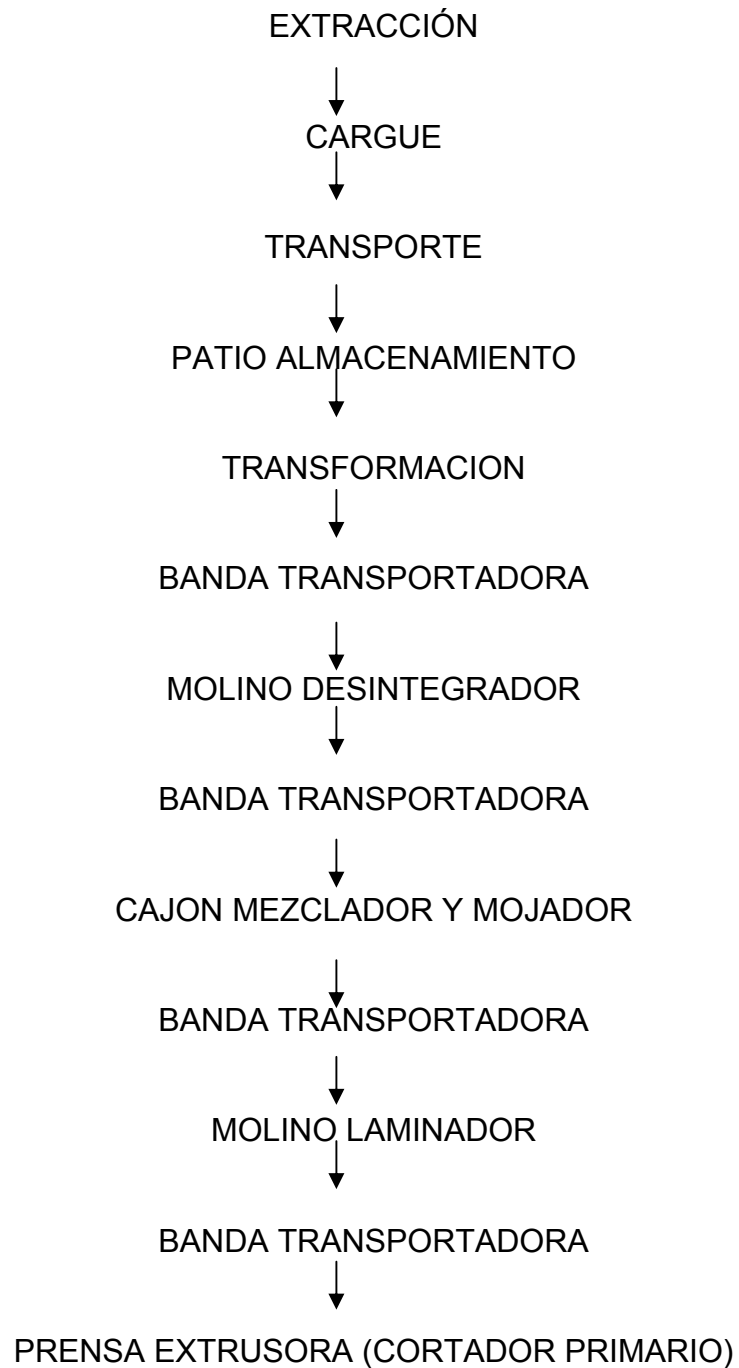 EXTRACCIÓN
CARGUE
TRANSPORTE
PATIO ALMACENAMIENTO
TRANSFORMACION
BANDA TRANSPORTADORA
MOLINO DESINTEGRADOR
BANDA TRANSPORTADORA
CAJON MEZCLADOR Y MOJADOR
BANDA TRANSPORTADORA
MOLINO LAMINADOR
BANDA TRANSPORTADORA
PRENSA EXTRUSORA (CORTADOR PRIMARIO)